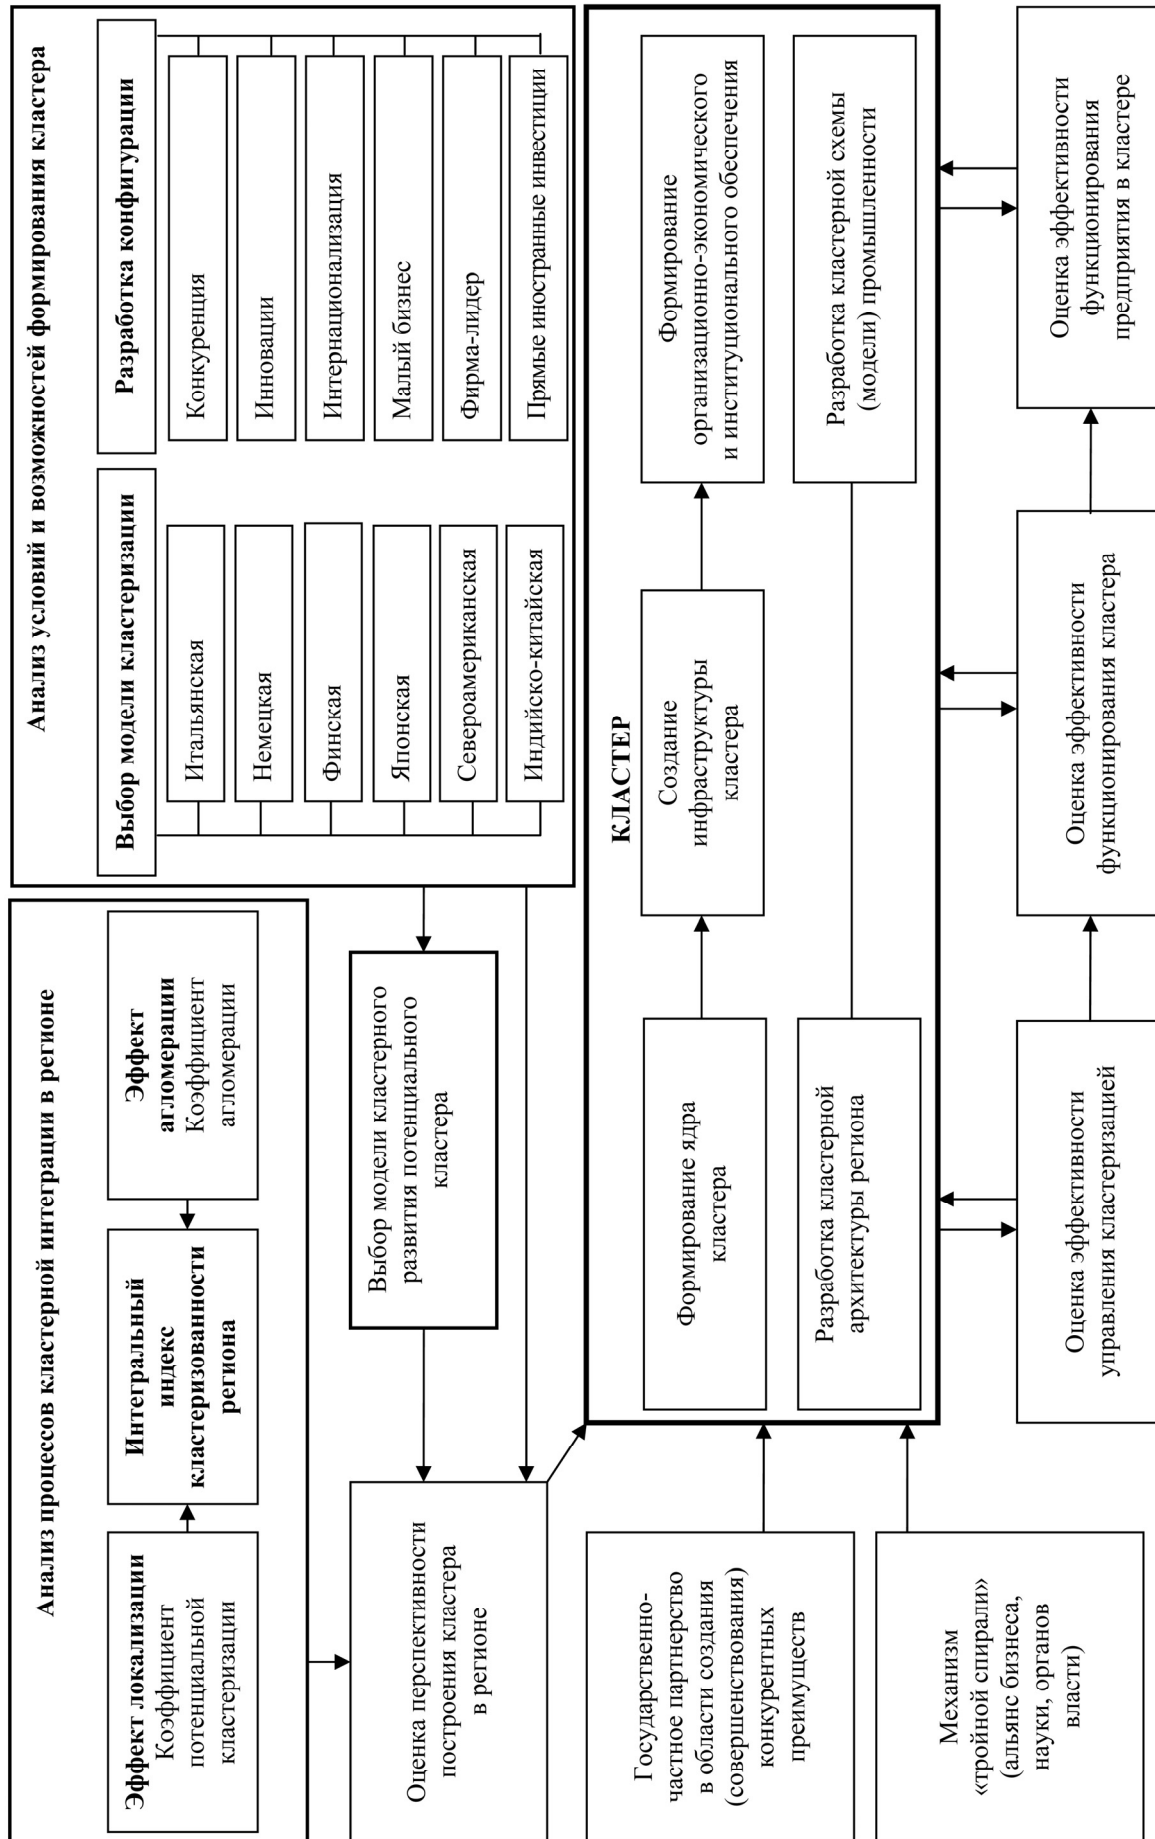 Анализ процессов кластерной интеграции в регионе
Эффект локализации
Коэффициент
потенциальной
кластеризации
Интегральный
индекс
кластеризованности
региона
Эффект
агломерации
Коэффициент
агломерации
Анализ условий и возможностей формирования кластера
Выбор модели кластеризации
Итальянская
Немецкая
Финская
Японская
Североамериканская
Индийско-китайская
Разработка конфигурации
Конкуренция
Инновации
Интернационализация
Малый бизнес
Фирма-лидер
Прямые иностранные инвестиции
Оценка перспективности
построения кластера
в регионе
Выбор модели кластерного
развития потенциального
кластера
Государственно-
частное партнерство
в области создания
(совершенствования)
конкурентных
преимуществ
Механизм
«тройной спирали»
(альянс бизнеса,
науки, органов
власти)
КЛАСТЕР
Формирование ядра
кластера
Создание
инфраструктуры
кластера
Формирование
организационно-экономического
и институционального обеспечения
Разработка кластерной
архитектуры региона
Разработка кластерной схемы
(модели) промышленности
Оценка эффективности
управления кластеризацией
Оценка эффективности
функционирования кластера
Оценка эффективности
функционирования
предприятия в кластере